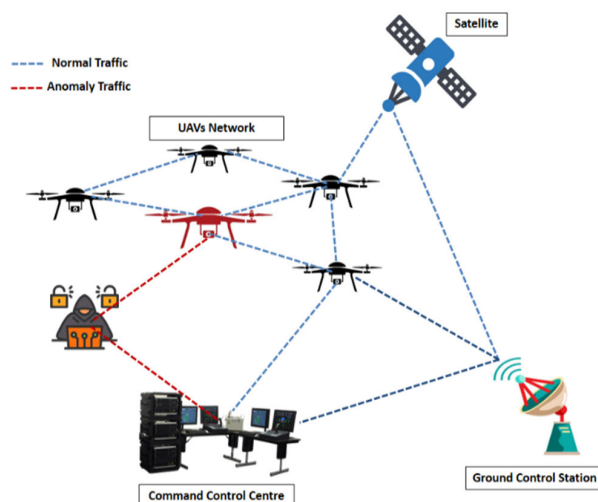 Satellite
Normal Traffic
Anomaly Traffic
UAVs Network
Ground Control Station
Command Control Centre